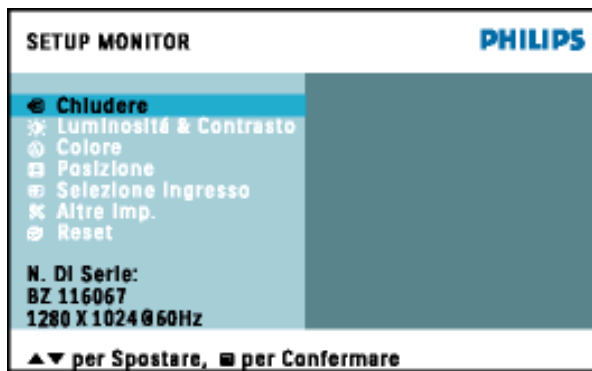 SETUP MONITOR PHILIPS
Chiudere
Luminositá & Contrasto
Colore
Posizione
Selezione Ingresso
Altre Imp.
Reset
N. Di Serie:
BZ 116067
1280 X 1024@60Hz
▲▼ per Spostare, per Confermare